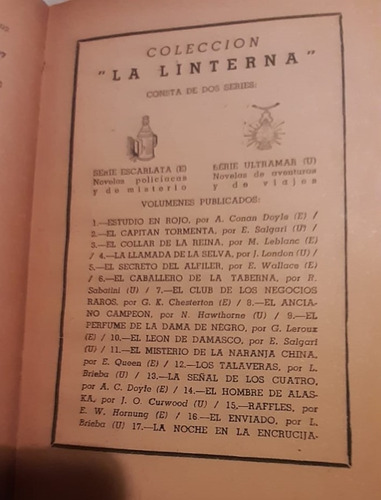 COLECCION
"LA LINTERNA"
CONSTA DE DOS SERIES:
SERIE ESCARLATA (E)
Novelas policiacas
y de misterio
SERIE ULTRAMAR (U)
Novelas de aventuras
y de viajes
VOLUMENES PUBLICADOS:
1.—ESTUDIO EN ROJO, por A. Conan Doyle (E) /
2.—EL CAPITAN TORMENTA, por E. Salgari (U) /
3.—EL COLLAR DE LA REINA, por M. Leblanc (E)
/ 4.—LA LLAMADA DE LA SELVA, por J. London (U) /
5.—EL SECRETO DEL ALFILER, por E. Wallace (E) /
6.—EL CABALLERO DE LA TABERNA, por R.
Sabatini (U) / 7.—EL CLUB DE LOS NEGOCIOS
RAROS, por G. K. Chesterton (E) / 8.—EL ANCIA-
NO CAMPEON, por N. Hawthorne (U) / 9.—EL
PERFUME DE LA DAMA DE NEGRO, por G. Leroux
(E) / 10.—EL LEON DE DAMASCO, por E. Salgari
(U) / 11.—EL MISTERIO DE LA NARANJA CHINA,
por E. Queen (E) / 12.—LOS TALAVERAS, por L.
Brieba (U) / 13.—LA SEÑAL DE LOS CUATRO,
por A. C. Doyle (E) / 14.—EL HOMBRE DE ALAS-
KA, por J. O. Curwood (U) / 15.—RAFFLES, por
E. W. Hornung (E) / 16.—EL ENVIADO, por L.
Brieba (U) 17.—LA NOCHE EN LA ENCRUCIJA-